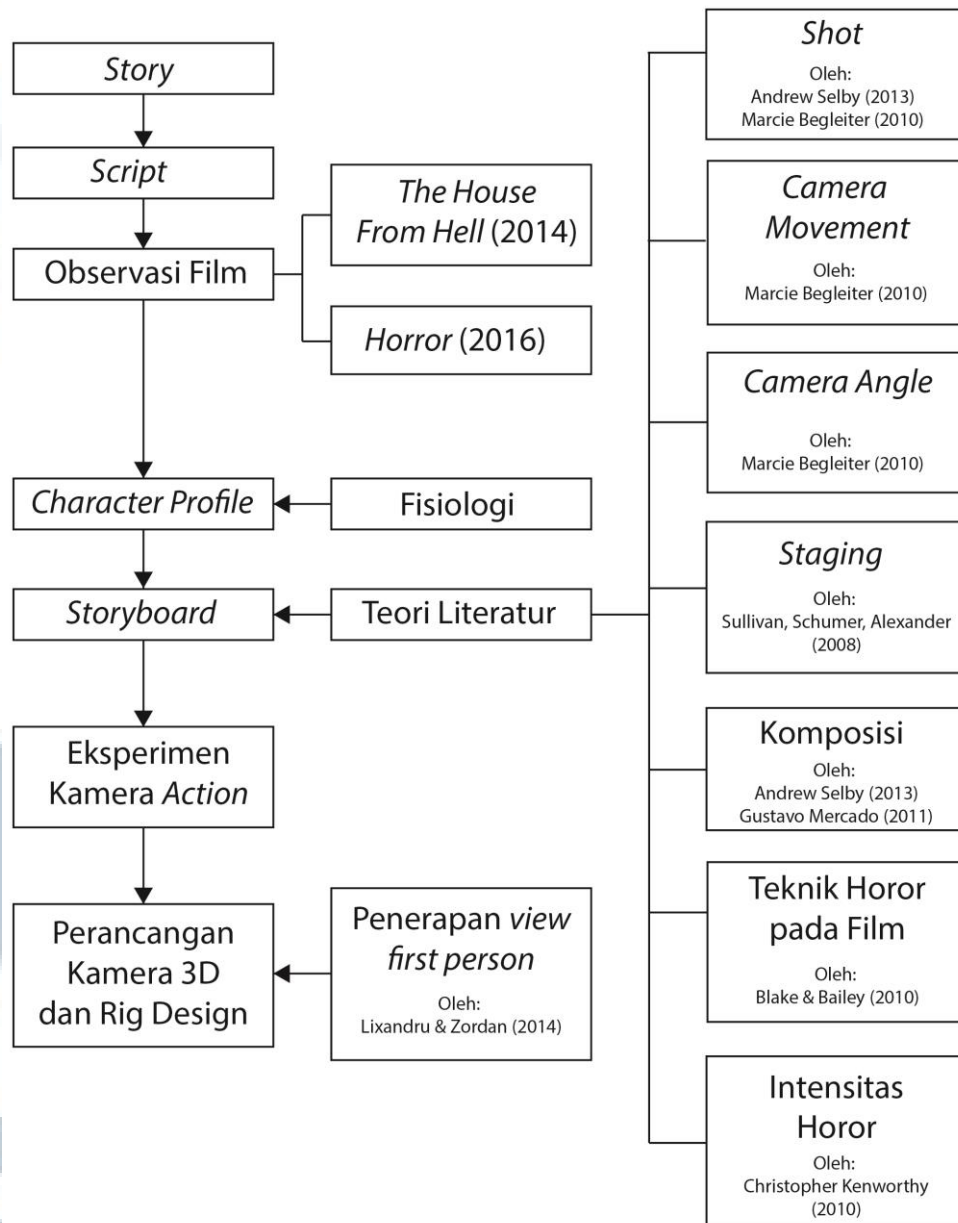 Story
Script
Observasi Film
Character Profile
Storyboard
Eksperimen
Kamera Action
Perancangan
Kamera 3D
dan Rig Design
The House
From Hell (2014)
Horror (2016)
Fisiologi
Teori Literatur
Penerapan view
first person
Oleh:
Lixandru & Zordan (2014)
Shot
Oleh:
Andrew Selby (2013)
Marcie Begleiter (2010)
Camera
Movement
Oleh:
Marcie Begleiter (2010)
Camera Angle
Oleh:
Marcie Begleiter (2010)
Staging
Oleh:
Sullivan, Schumer, Alexander
(2008)
Komposisi
Oleh:
Andrew Selby (2013)
Gustavo Mercado (2011)
Teknik Horor
pada Film
Oleh:
Blake & Bailey (2010)
Intensitas
Horor
Oleh:
Christopher Kenworthy
(2010)